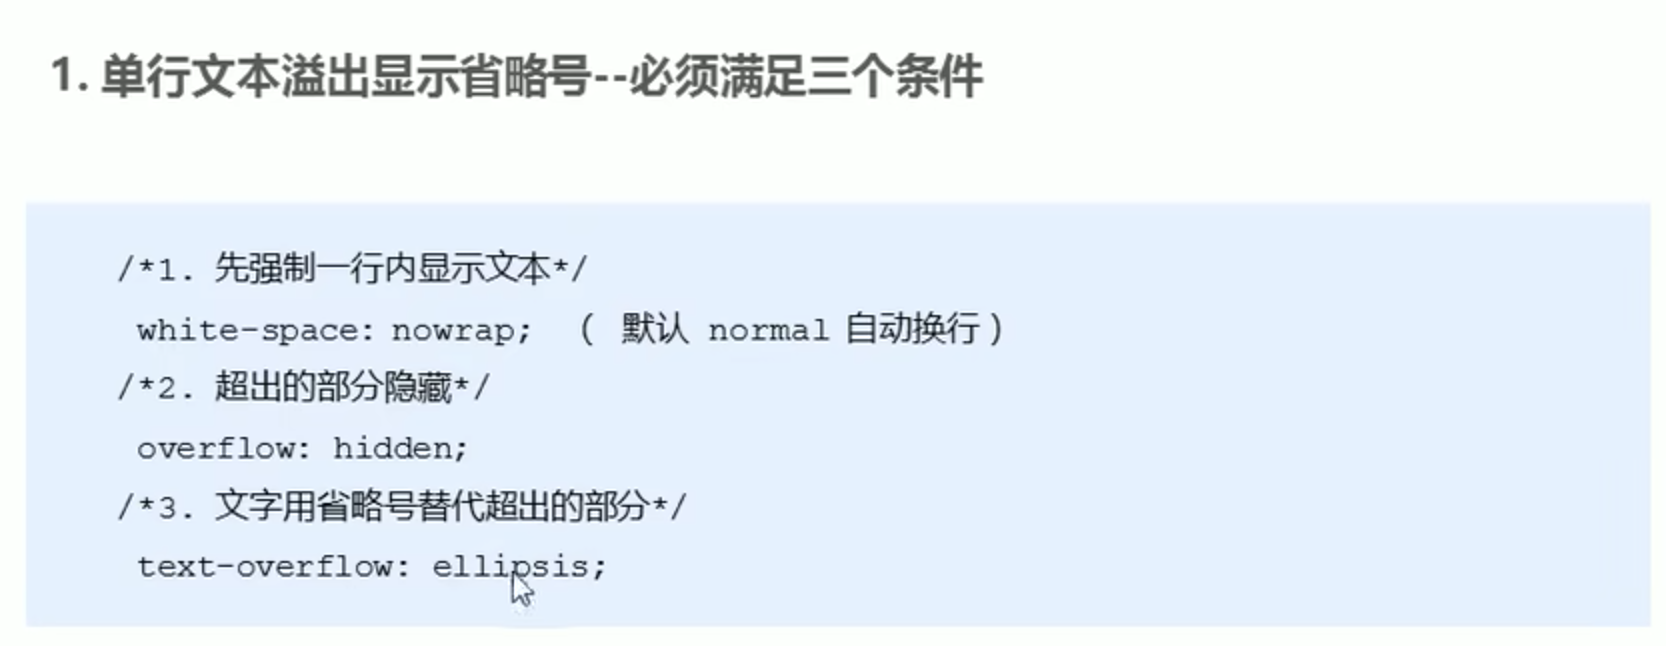 1. 单行文本溢出显示省略号--必须满足三个条件
/*1. 先强制一行内显示文本*/
white-space: nowrap; ( 默认 normal 自动换行)
/*2. 超出的部分隐藏*/
overflow: hidden;
/*3. 文字用省略号替代超出的部分*/
text-overflow: ellipsis;